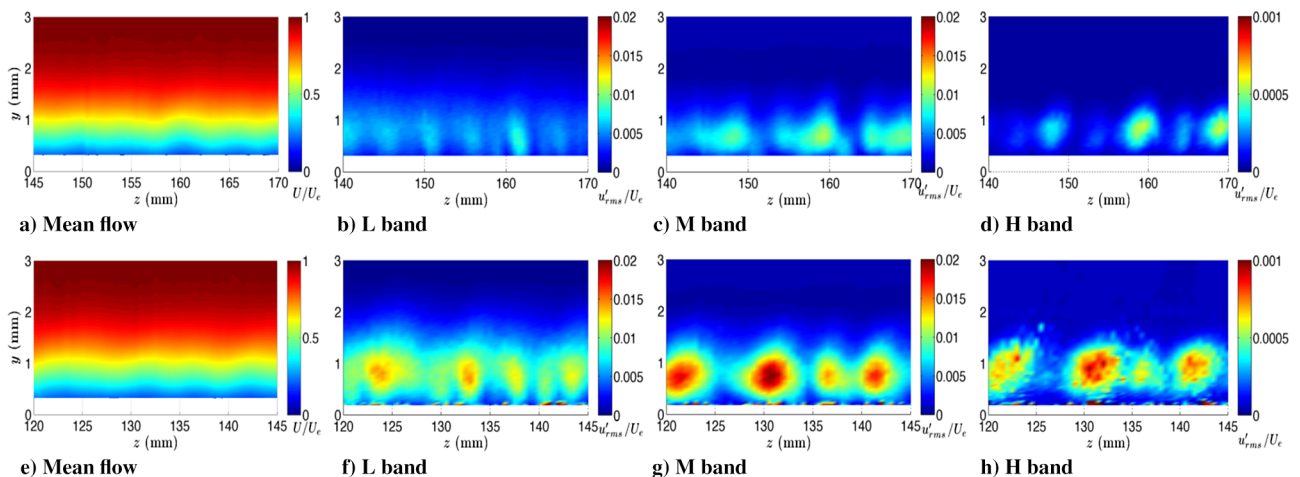 3
2
1
0
y (mm)
145 150 155 160 165 170
z (mm)
1
0.5
0
U/Uₑ
a) Mean flow
3
2
1
0
140 150 160 170
z (mm)
0.02
0.015
0.01
0.005
0
u′rms/Uₑ
b) L band
3
2
1
0
140 150 160 170
z (mm)
0.02
0.015
0.01
0.005
0
u′rms/Uₑ
c) M band
3
2
1
0
140 150 160 170
z (mm)
0.001
0.0005
0
u′rms/Uₑ
d) H band
3
2
1
0
y (mm)
120 125 130 135 140 145
z (mm)
1
0.5
0
U/Uₑ
e) Mean flow
3
2
1
0
120 125 130 135 140 145
z (mm)
0.02
0.015
0.01
0.005
0
u′rms/Uₑ
f) L band
3
2
1
0
120 125 130 135 140 145
z (mm)
0.02
0.015
0.01
0.005
0
u′rms/Uₑ
g) M band
3
2
1
0
120 125 130 135 140 145
z (mm)
0.001
0.0005
0
u′rms/Uₑ
h) H band